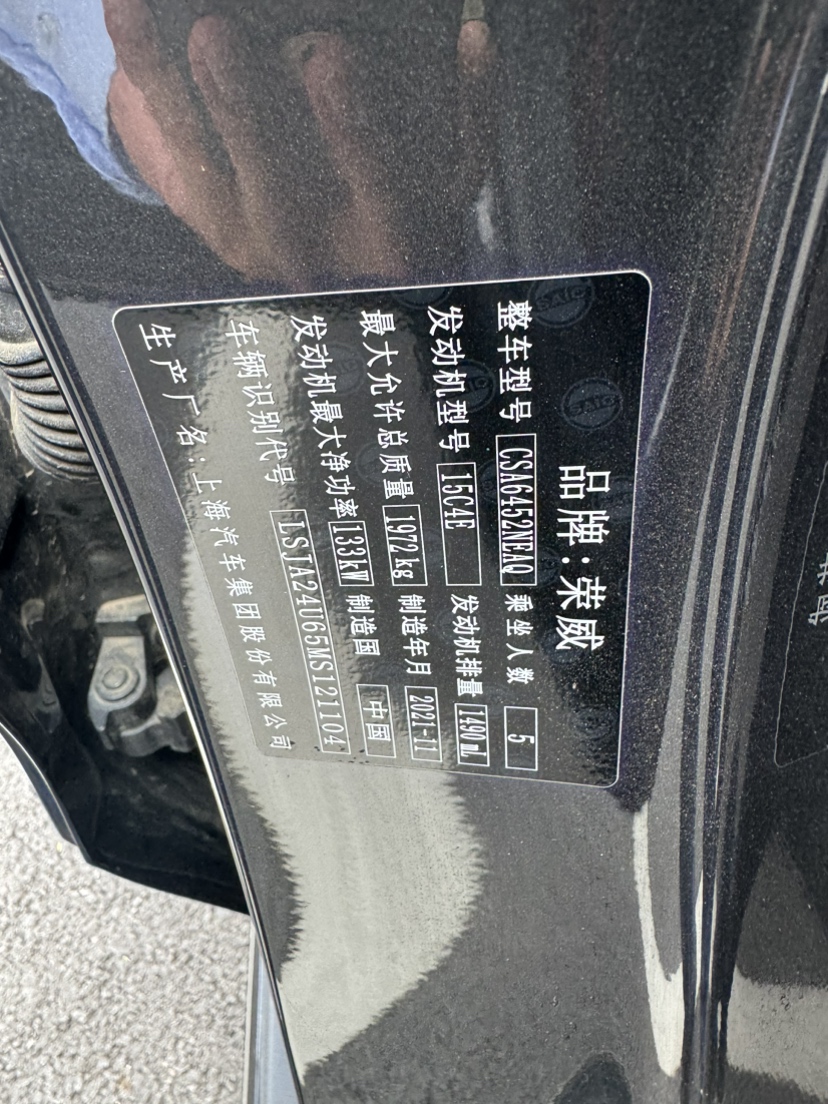 品牌:荣威
整车型号 CSA6452NEAQ 乘坐人数 5
发动机型号 15C4E 发动机排量 1490mL
最大允许总质量 1972kg 制造年月 2021-11
发动机最大净功率 133kW 制造国 中国
车辆识别代号 LSJA24U65MS121104
生产厂名:上海汽车集团股份有限公司
SAIC
SAIC